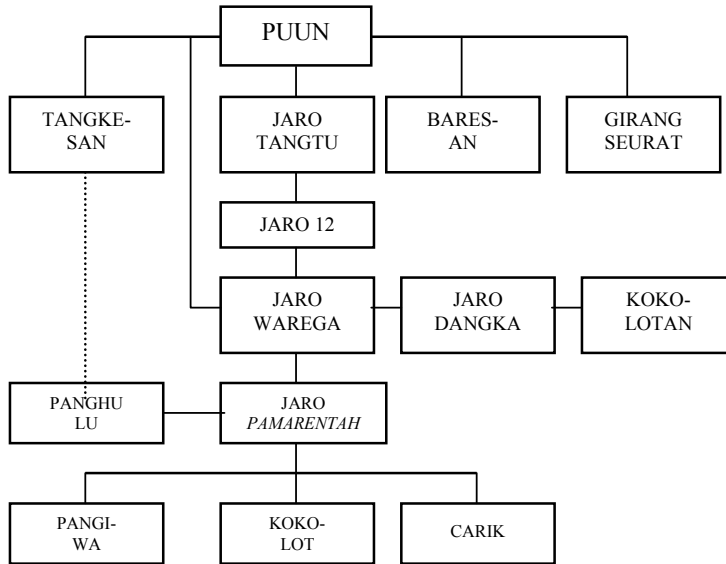 PUUN
TANGKE-
SAN
JARO
TANGTU
BARES-
AN
GIRANG
SEURAT
JARO 12
JARO
WAREGA
JARO
DANGKA
KOKO-
LOTAN
PANGHU
LU
JARO
PAMARENTAH
PANGI-
WA
KOKO-
LOT
CARIK